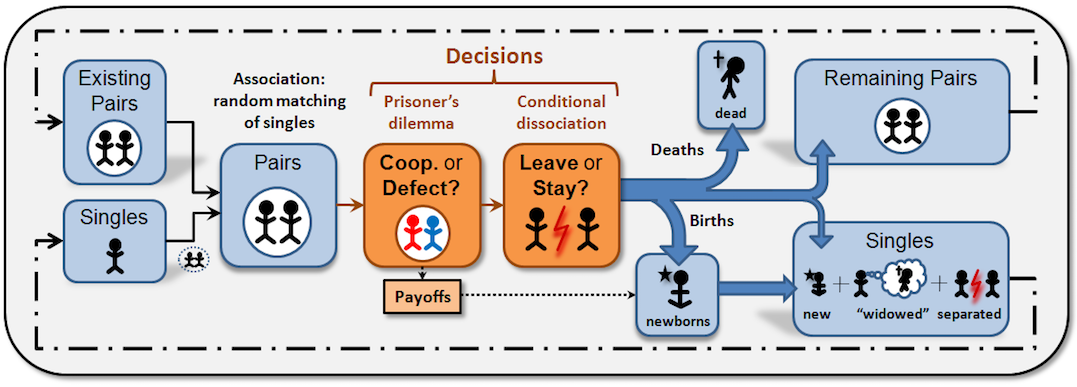 Existing
Pairs
Singles
Association:
random matching
of singles
Pairs
Decisions
Prisoner's
dilemma
Conditional
dissociation
Coop. or
Defect?
Leave or
Stay?
Payoffs
Deaths
dead
Births
newborns
Remaining Pairs
Singles
new
+
"widowed"
+
separated